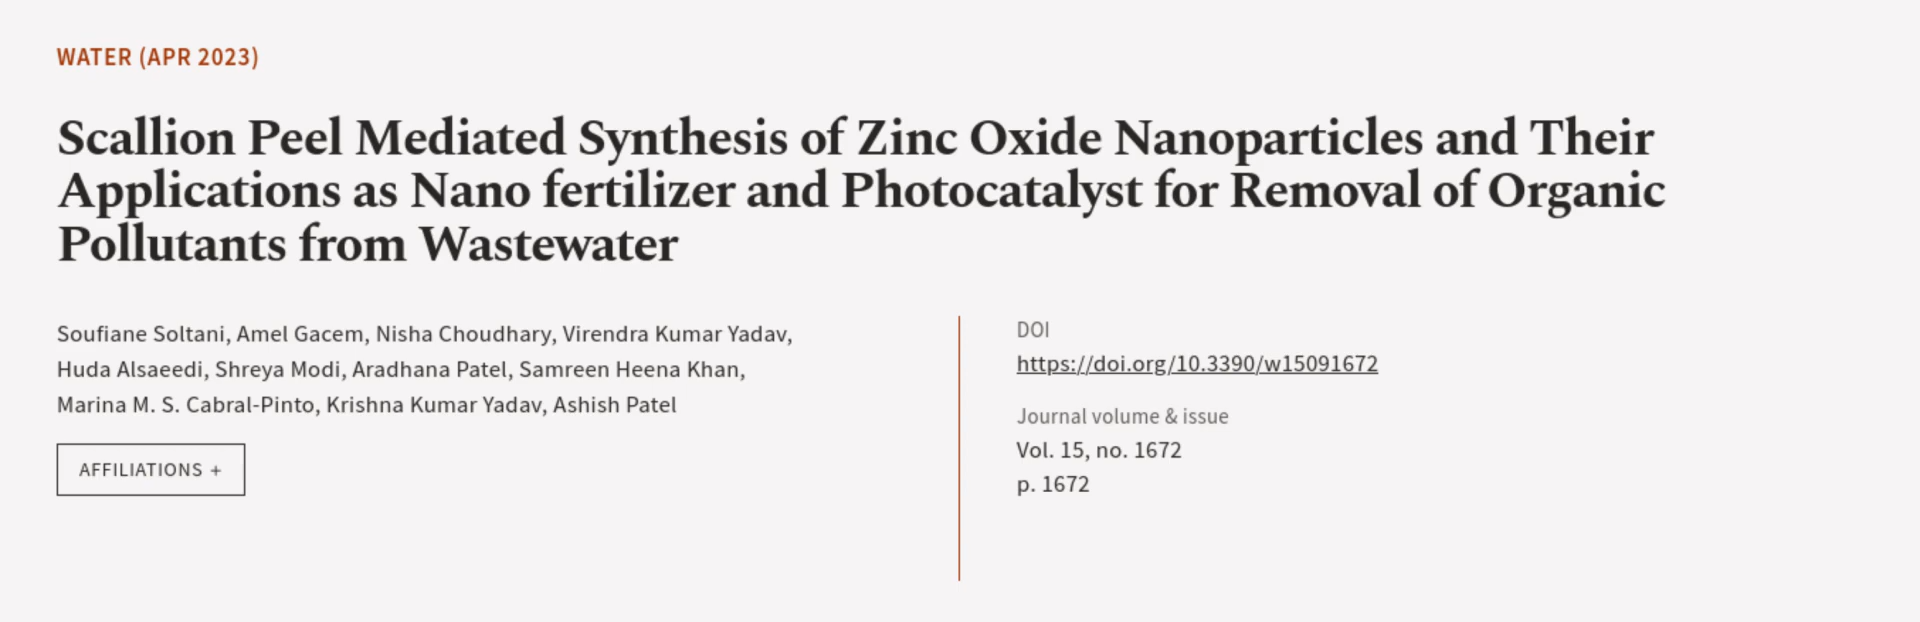 WATER (APR 2023)
Scallion Peel Mediated Synthesis of Zinc Oxide Nanoparticles and Their
Applications as Nano fertilizer and Photocatalyst for Removal of Organic
Pollutants from Wastewater
Soufiane Soltani, Amel Gacem, Nisha Choudhary, Virendra Kumar Yadav,
Huda Alsaeedi, Shreya Modi, Aradhana Patel, Samreen Heena Khan,
Marina M. S. Cabral-Pinto, Krishna Kumar Yadav, Ashish Patel
AFFILIATIONS +
DOI
https://doi.org/10.3390/w15091672
Journal volume & issue
Vol. 15, no. 1672
p. 1672